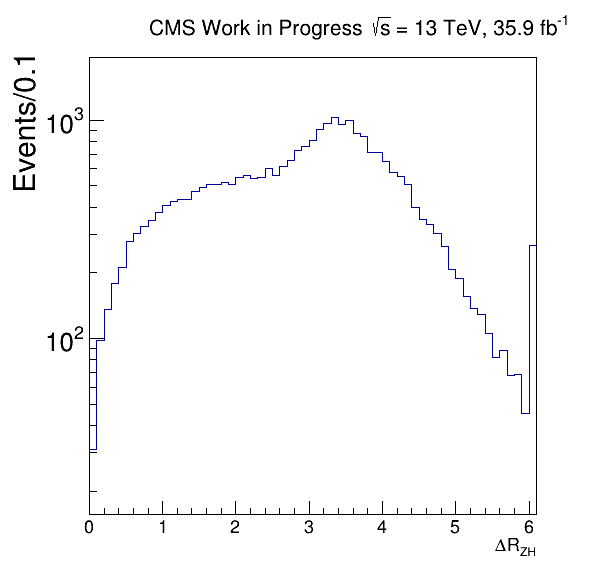 CMS Work in Progress √s = 13 TeV, 35.9 fb⁻¹
Events/0.1
10³
10²
0 1 2 3 4 5 6
ΔR_ZH